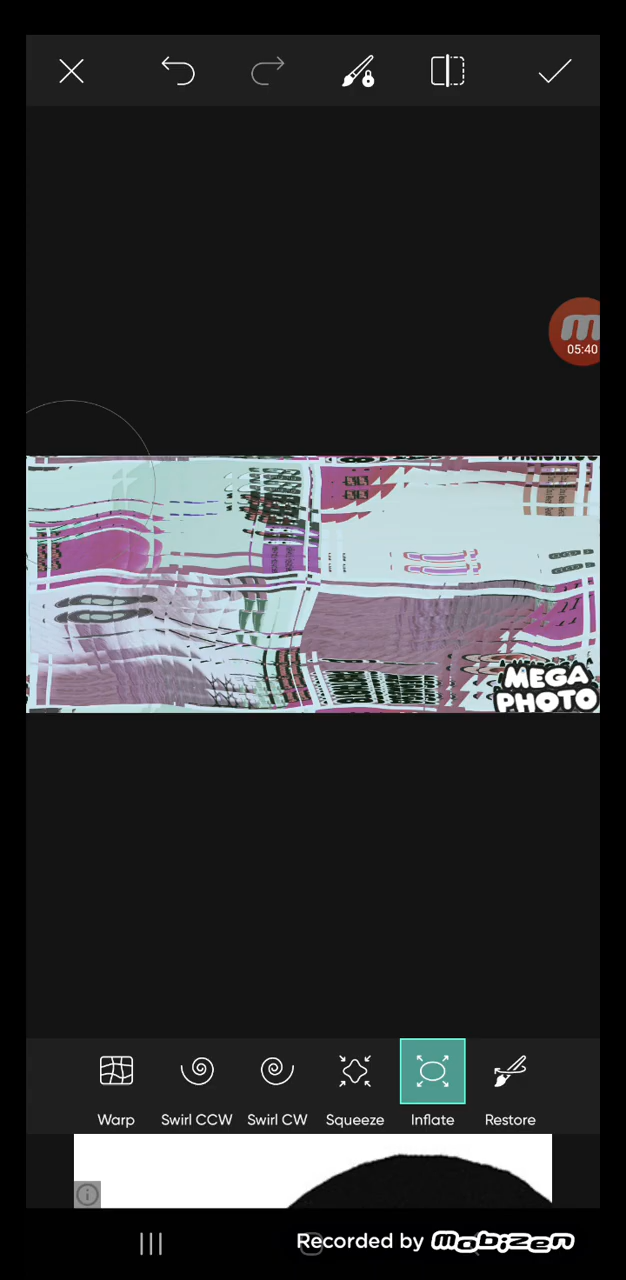 05:40
MEGA
PHOTO
Warp
Swirl CCW
Swirl CW
Squeeze
Inflate
Restore
Recorded by mobizen